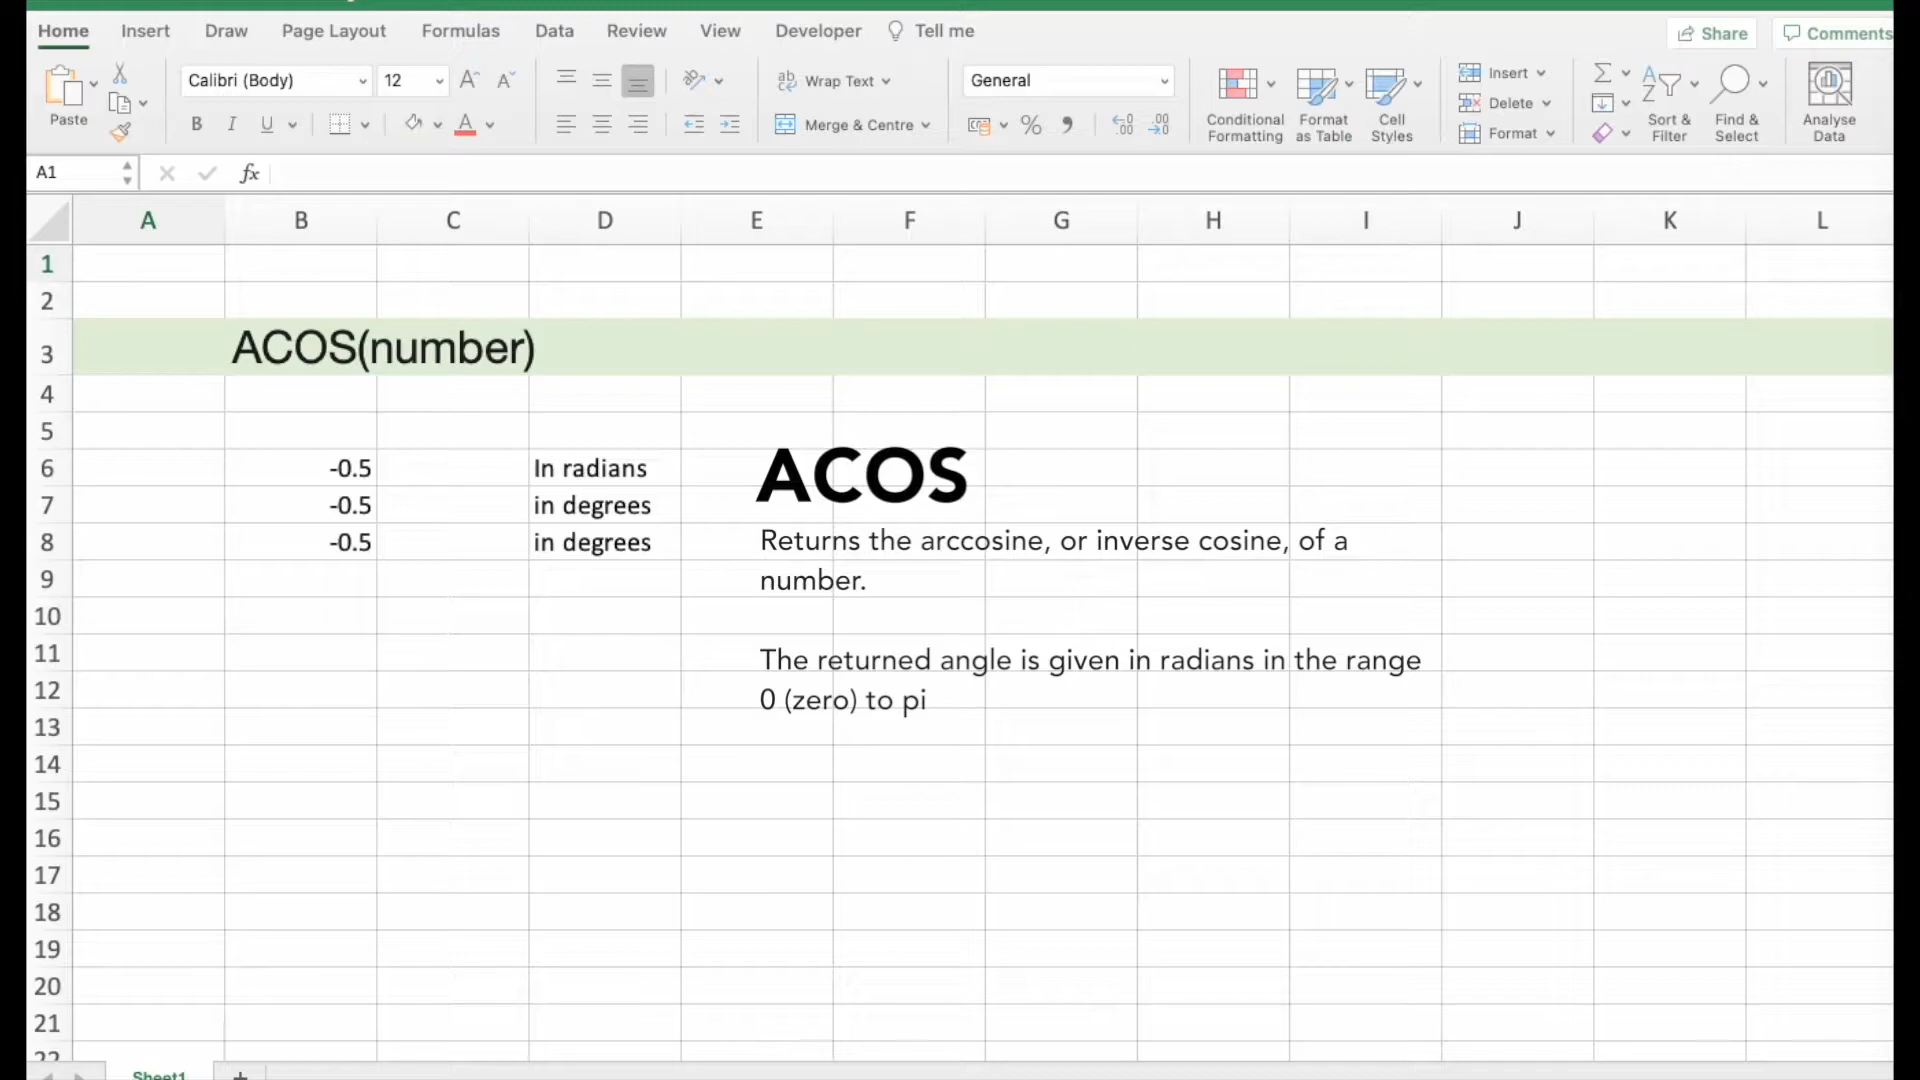 Home Insert Draw Page Layout Formulas Data Review View Developer Tell me Share Comments
Paste
Calibri (Body) 12
B I U A
ab Wrap Text
Merge & Centre
General
%
Conditional Formatting
Format as Table
Cell Styles
Insert
Delete
Format
Sort & Filter
Find & Select
Analyse Data
A1 fx
A B C D E F G H I J K L
1
2
3 ACOS(number)
4
5
6 -0.5 In radians
7 -0.5 in degrees
8 -0.5 in degrees
9
10
11
12
13
14
15
16
17
18
19
20
21
22
ACOS
Returns the arccosine, or inverse cosine, of a
number.
The returned angle is given in radians in the range
0 (zero) to pi
Sheet1 +